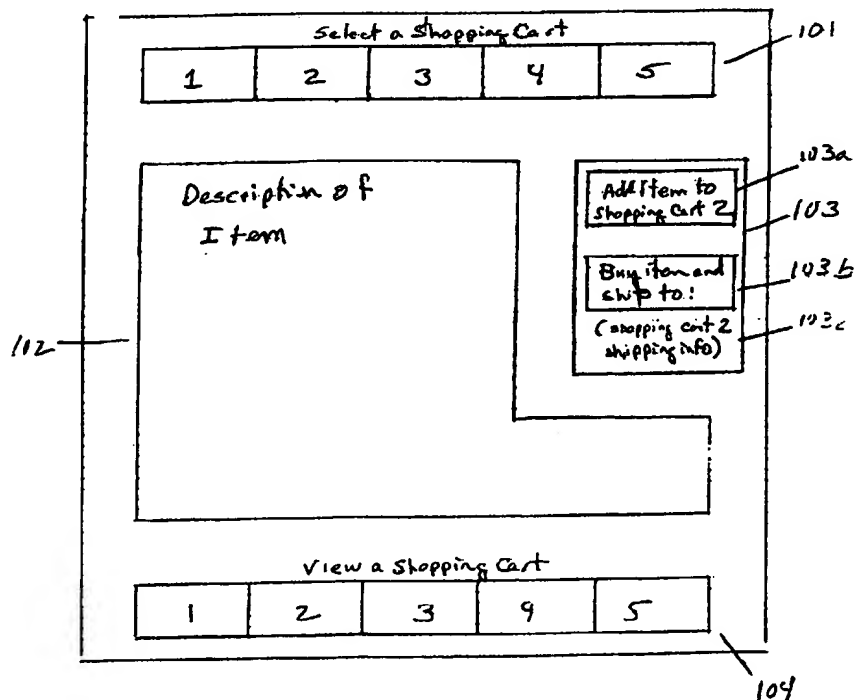 Select a Shopping Cart
101
1 2 3 4 5
103a
Description of
Item
Add item to
Shopping Cart 2
103
Buy item and
ship to:
103b
(shopping cart 2
shipping info)
103c
102
View a Shopping Cart
1 2 3 9 5
104